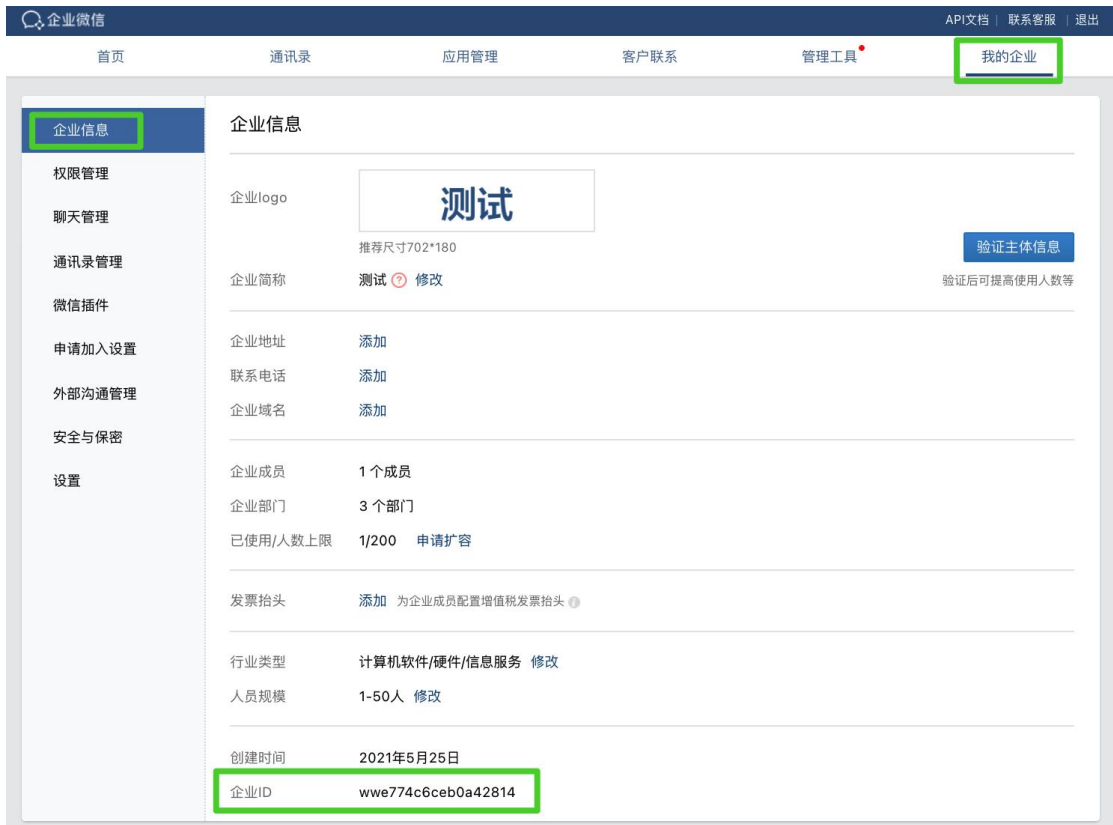 企业微信
API文档 | 联系客服 | 退出
首页 通讯录 应用管理 客户联系 管理工具 我的企业
企业信息
权限管理
聊天管理
通讯录管理
微信插件
申请加入设置
外部沟通管理
安全与保密
设置
企业信息
企业logo 测试
推荐尺寸702*180
验证主体信息
验证后可提高使用人数等
企业简称 测试 ? 修改
企业地址 添加
联系电话 添加
企业域名 添加
企业成员 1 个成员
企业部门 3 个部门
已使用/人数上限 1/200 申请扩容
发票抬头 添加 为企业成员配置增值税发票抬头 i
行业类型 计算机软件/硬件/信息服务 修改
人员规模 1-50人 修改
创建时间 2021年5月25日
企业ID wwe774c6ceb0a42814